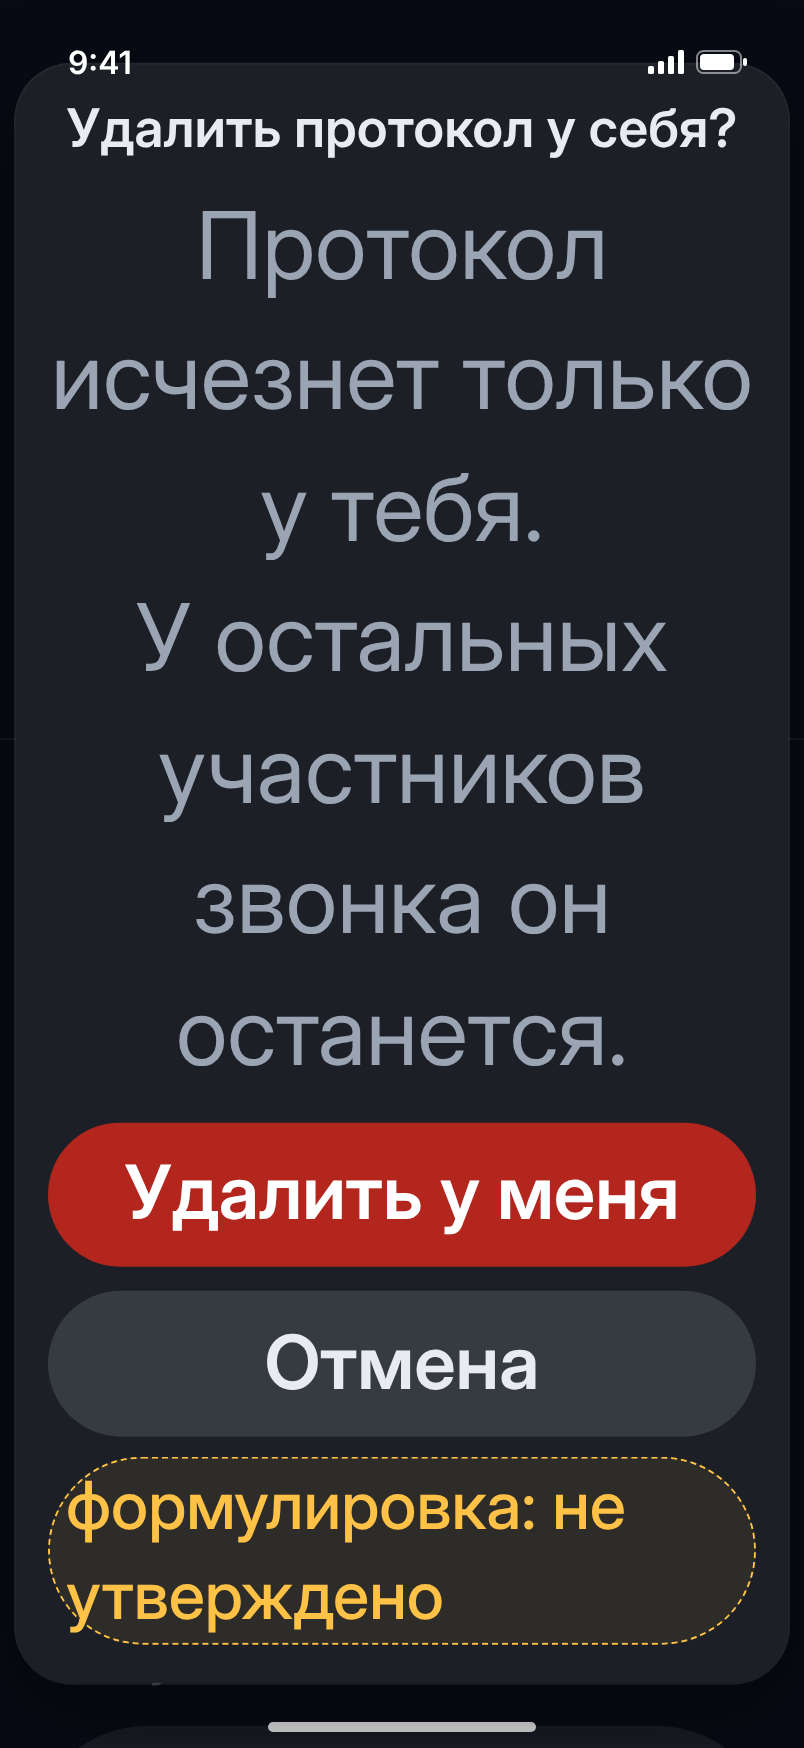 9:41
Удалить протокол у себя?
Протокол
исчезнет только
у тебя.
У остальных
участников
звонка он
останется.
Удалить у меня
Отмена
формулировка: не
утверждено